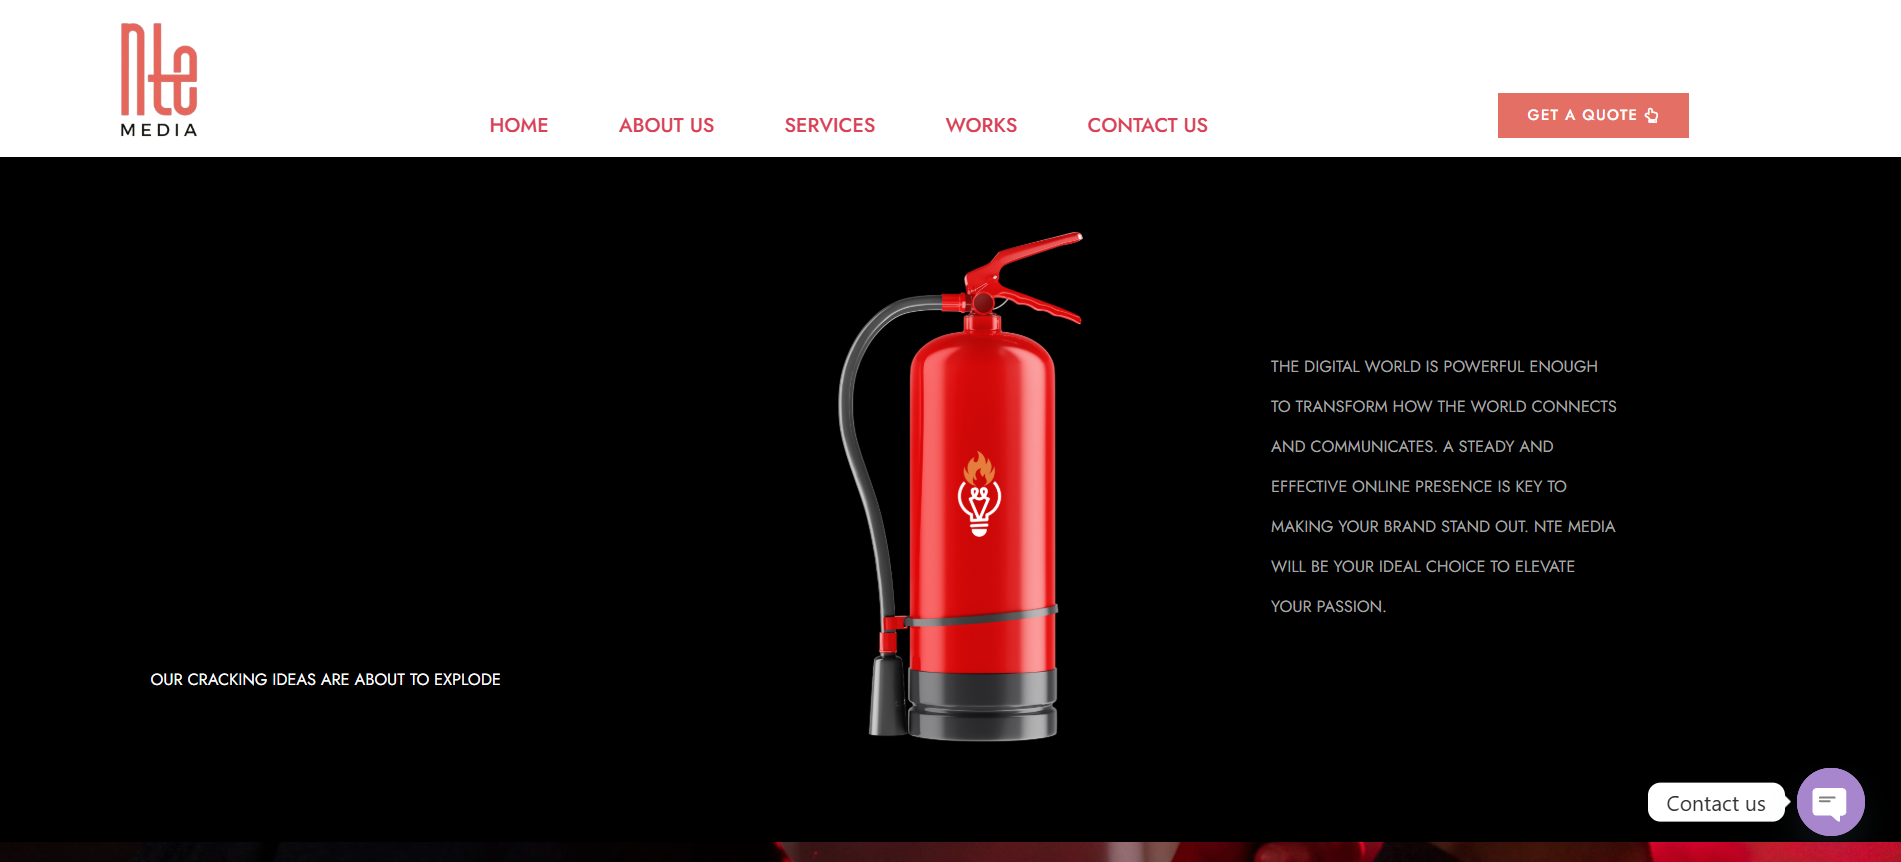 nte
MEDIA
HOME
ABOUT US
SERVICES
WORKS
CONTACT US
GET A QUOTE
THE DIGITAL WORLD IS POWERFUL ENOUGH
TO TRANSFORM HOW THE WORLD CONNECTS
AND COMMUNICATES. A STEADY AND
EFFECTIVE ONLINE PRESENCE IS KEY TO
MAKING YOUR BRAND STAND OUT. NTE MEDIA
WILL BE YOUR IDEAL CHOICE TO ELEVATE
YOUR PASSION.
OUR CRACKING IDEAS ARE ABOUT TO EXPLODE
Contact us